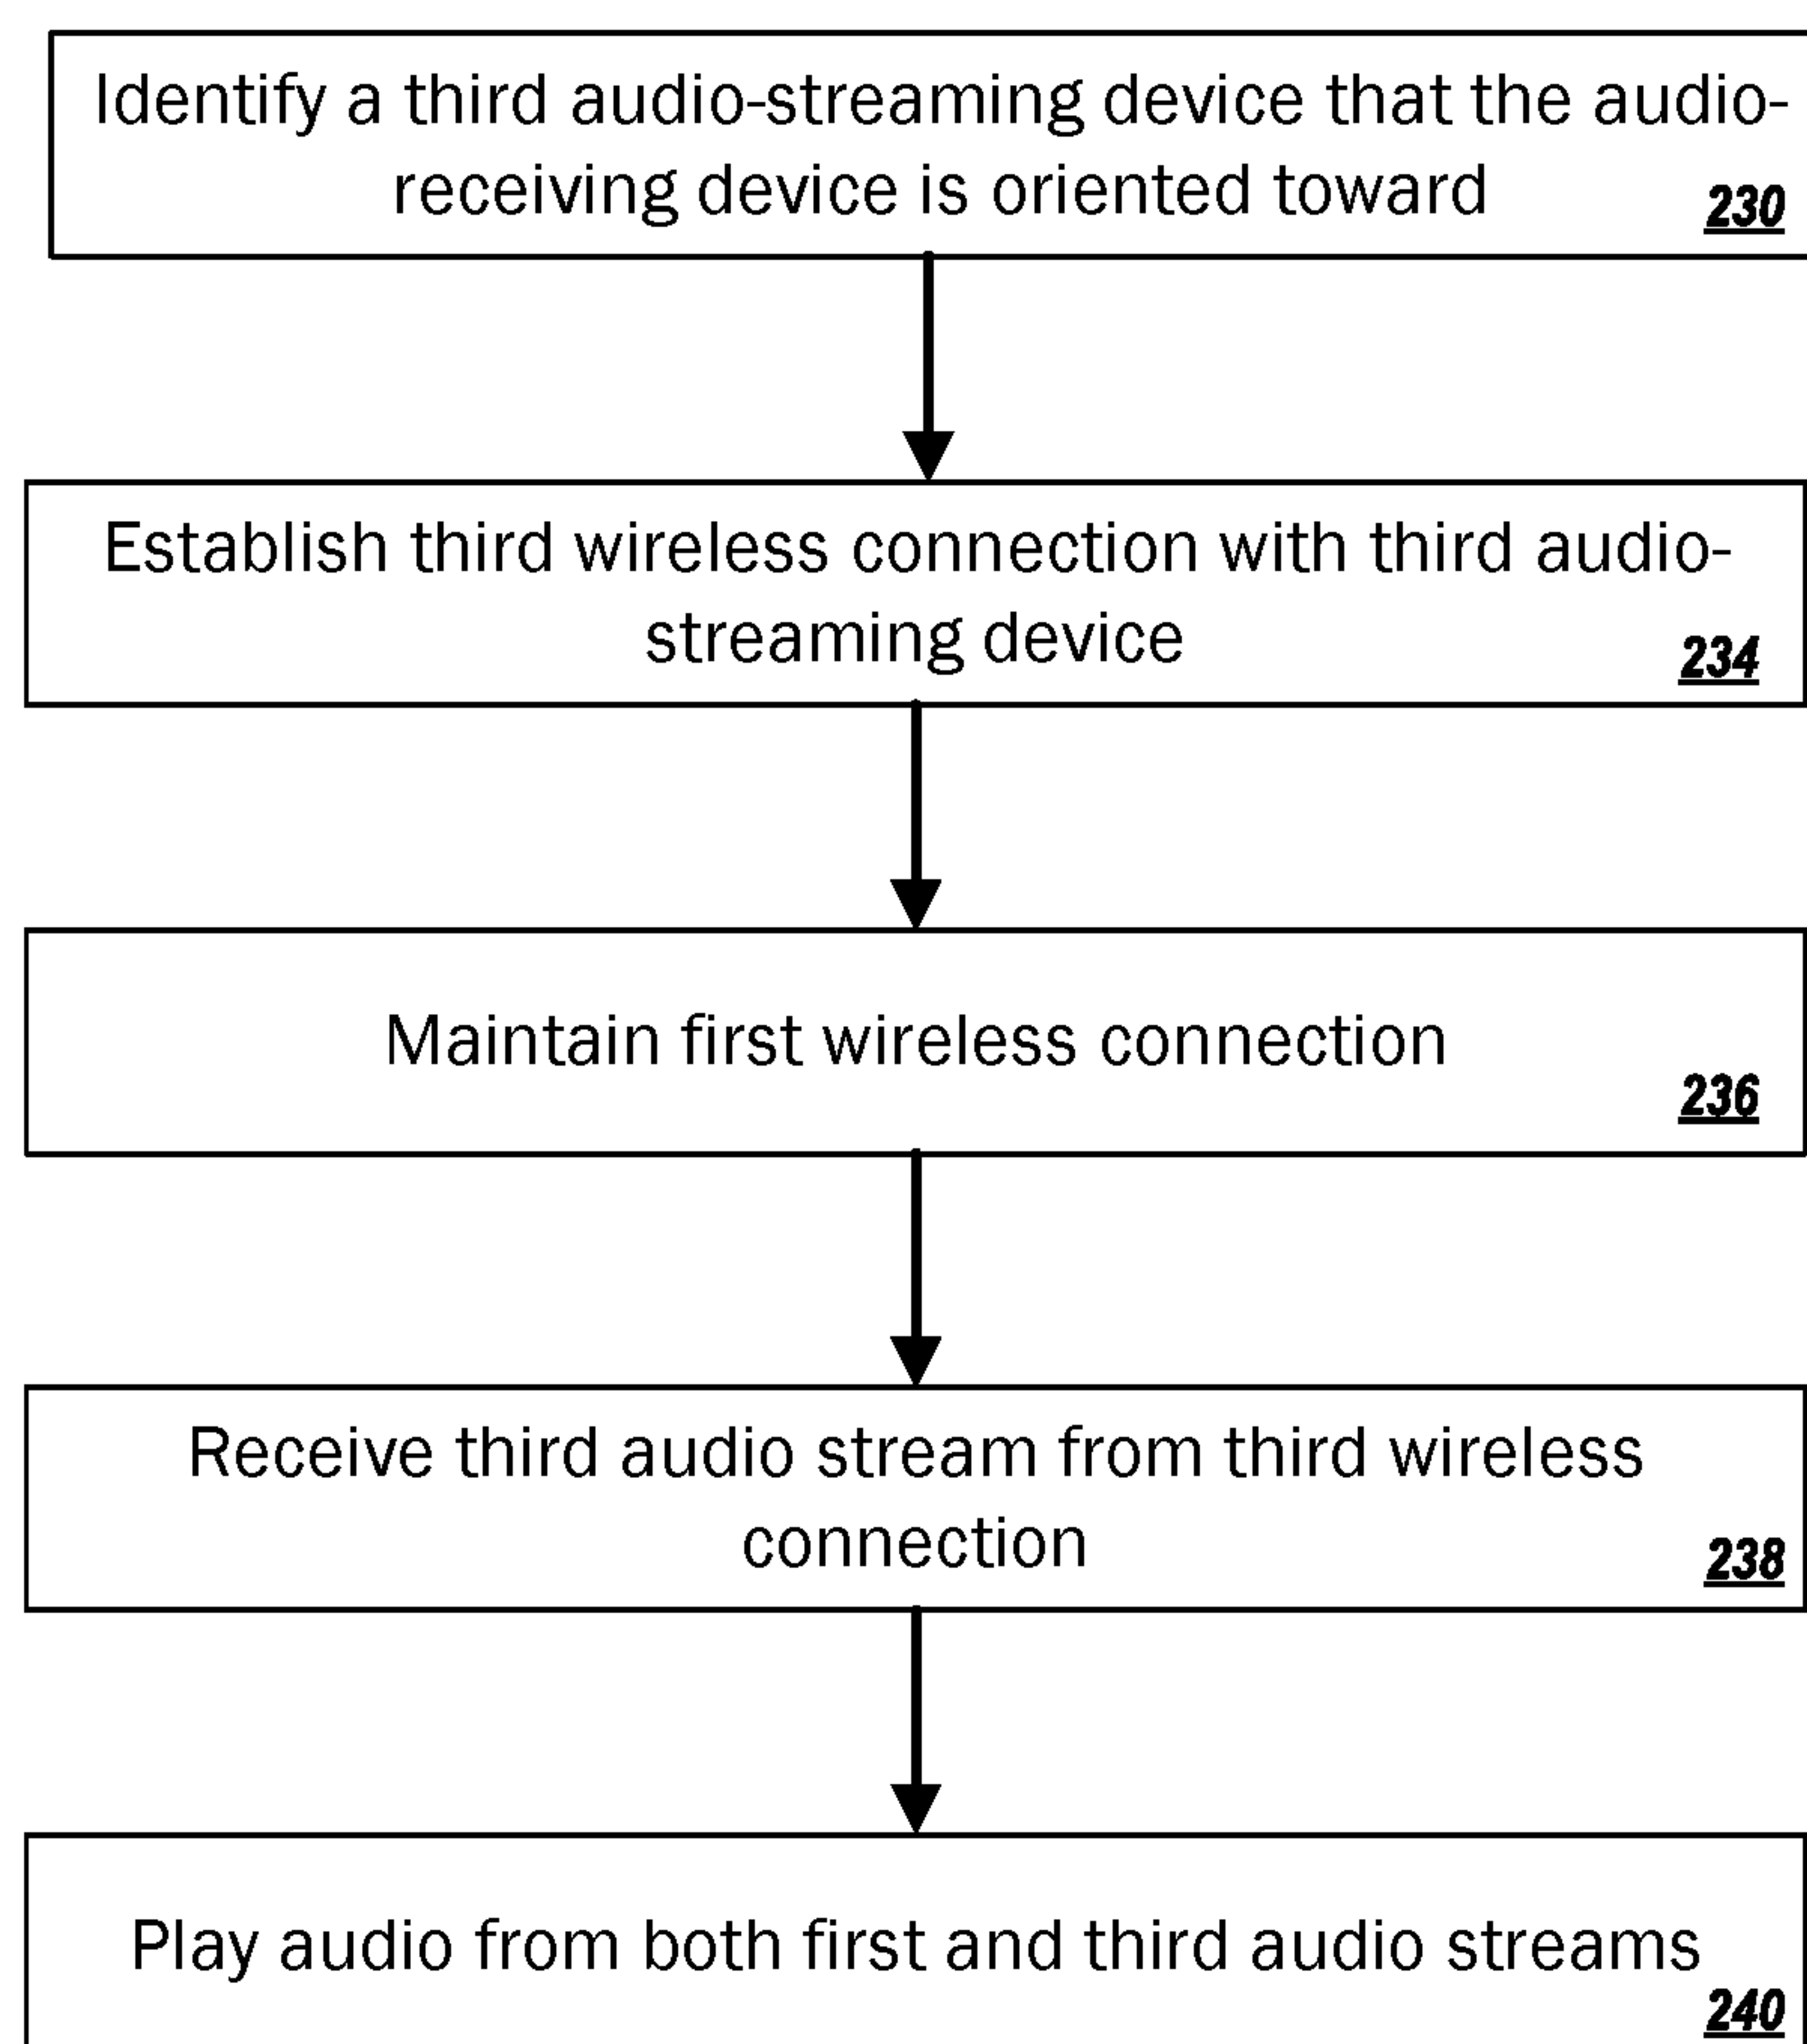 Identify a third audio-streaming device that the audio-
receiving device is oriented toward
230
Establish third wireless connection with third audio-
streaming device
234
Maintain first wireless connection
236
Receive third audio stream from third wireless
connection
238
Play audio from both first and third audio streams
240